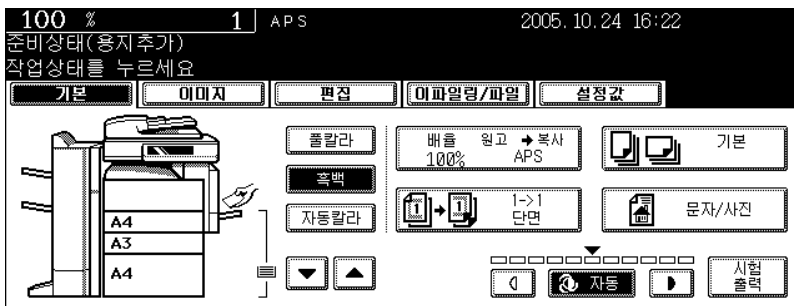 100 % 1 APS 2005.10.24 16:22
준비상태(용지추가)
작업상태를 누르세요
기본 이미지 편집 이파일링/파일 설정값
풀칼라
흑백
자동칼라
배율 원고 → 복사
100% APS
기본
1 → 1
1->1
단면
문자/사진
A4
A3
A4
자동
시험
출력